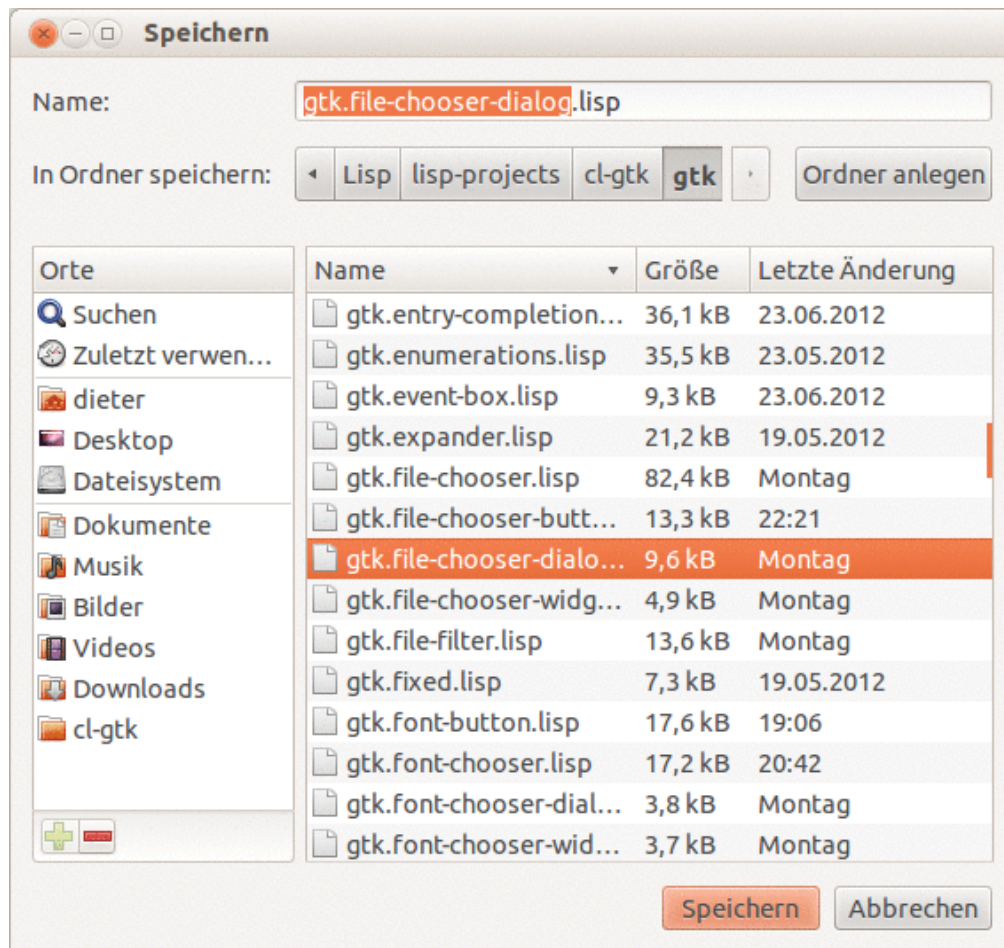 Speichern
Name: gtk.file-chooser-dialog.lisp
In Ordner speichern: Lisp lisp-projects cl-gtk gtk Ordner anlegen
Orte
Suchen
Zuletzt verwen...
dieter
Desktop
Dateisystem
Dokumente
Musik
Bilder
Videos
Downloads
cl-gtk
Name Größe Letzte Änderung
gtk.entry-completion... 36,1 kB 23.06.2012
gtk.enumerations.lisp 35,5 kB 23.05.2012
gtk.event-box.lisp 9,3 kB 23.06.2012
gtk.expander.lisp 21,2 kB 19.05.2012
gtk.file-chooser.lisp 82,4 kB Montag
gtk.file-chooser-butt... 13,3 kB 22:21
gtk.file-chooser-dialo... 9,6 kB Montag
gtk.file-chooser-widg... 4,9 kB Montag
gtk.file-filter.lisp 13,6 kB Montag
gtk.fixed.lisp 7,3 kB 19.05.2012
gtk.font-button.lisp 17,6 kB 19:06
gtk.font-chooser.lisp 17,2 kB 20:42
gtk.font-chooser-dial... 3,8 kB Montag
gtk.font-chooser-wid... 3,7 kB Montag
Speichern Abbrechen